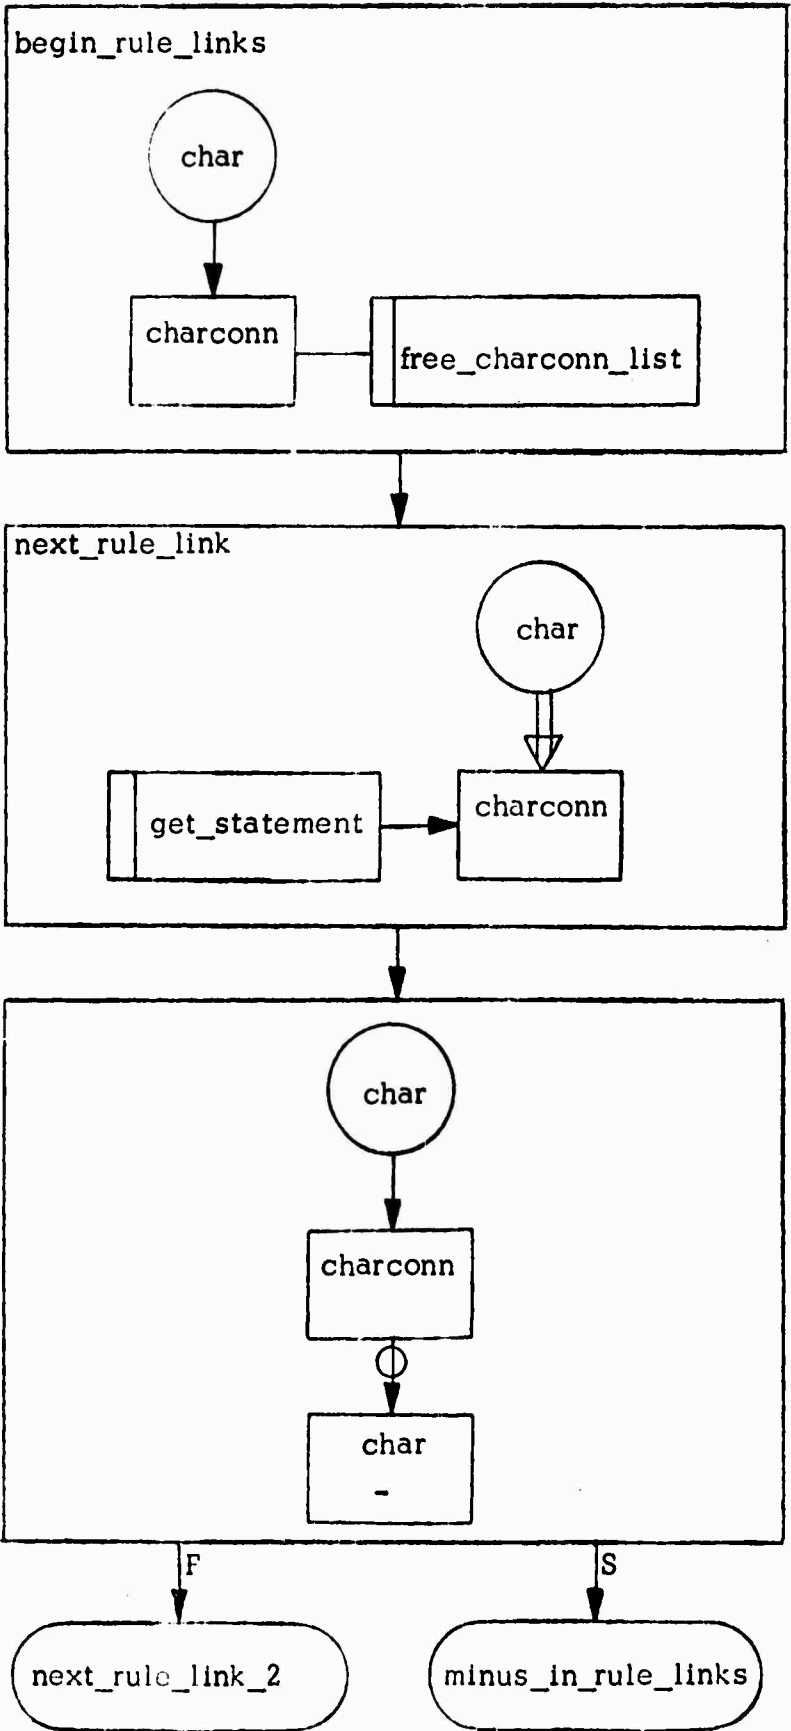 begin_rule_links
char
charconn
free_charconn_list
next_rule_link
char
get_statement
charconn
char
charconn
char
-
F
S
next_rule_link_2
minus_in_rule_links